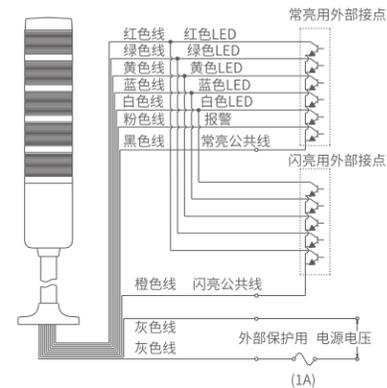 常亮用外部接点
红色线 红色LED
绿色线 绿色LED
黄色线 黄色LED
蓝色线 蓝色LED
白色线 白色LED
粉色线 报警
黑色线 常亮公共线
闪亮用外部接点
橙色线 闪亮公共线
灰色线
外部保护用 电源电压
灰色线
(1A)